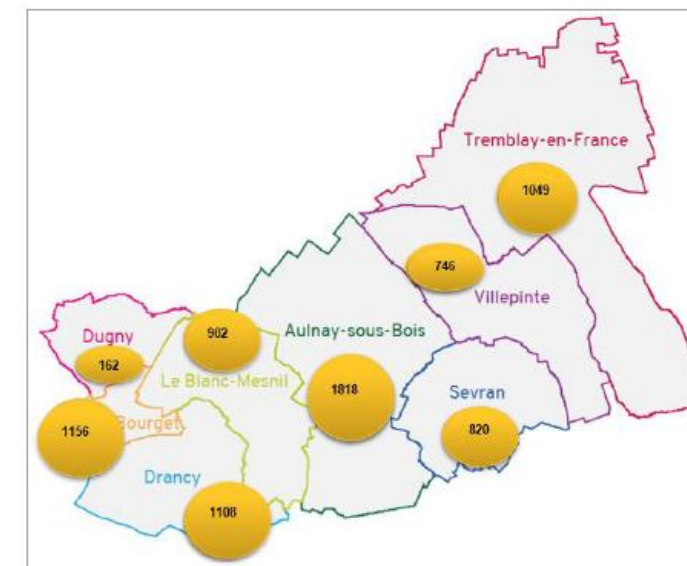 Tremblay-en-France
1049
746
Villepinte
Dugny
902
Aulnay-sous-Bois
162
Le Blanc-Mesnil
1818
Sevran
1156
Bourget
820
Drancy
1108